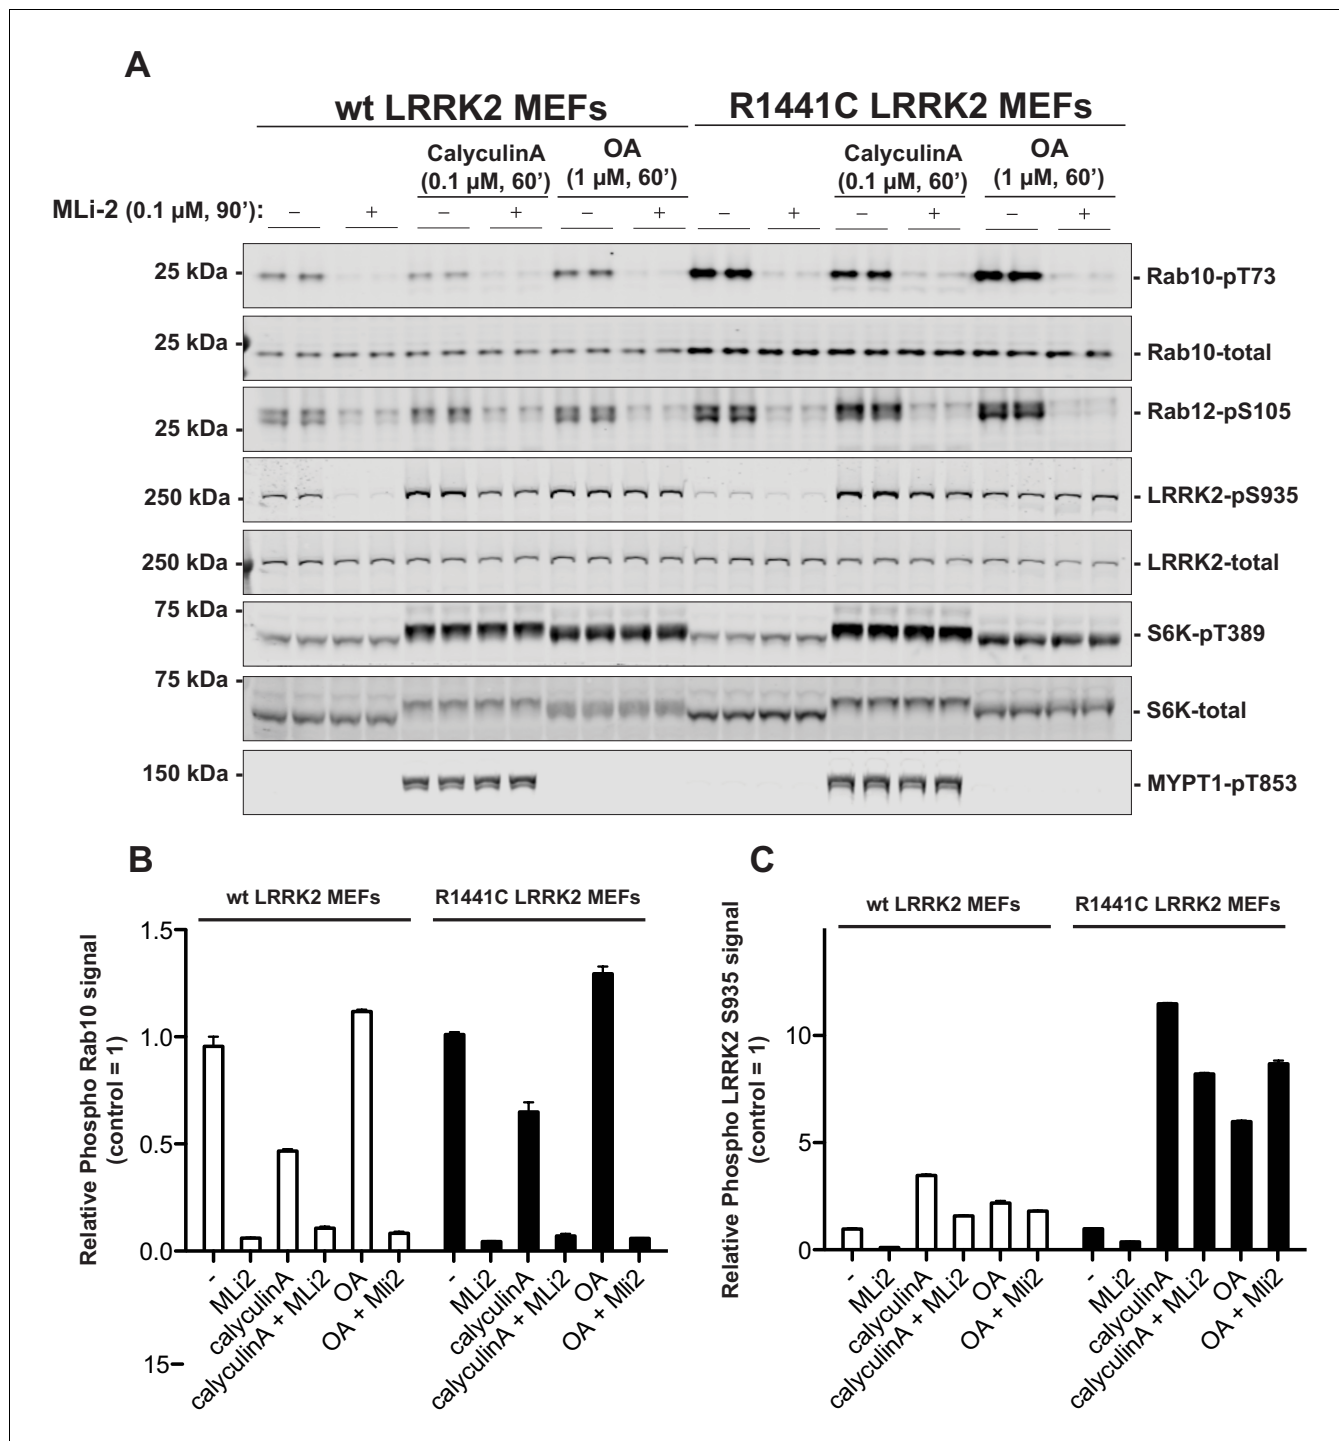 A
wt LRRK2 MEFs
R1441C LRRK2 MEFs
CalyculinA
(0.1 µM, 60')
OA
(1 µM, 60')
CalyculinA
(0.1 µM, 60')
OA
(1 µM, 60')
MLi-2 (0.1 µM, 90'): – + – + – + – + – + – +
25 kDa - - Rab10-pT73
25 kDa - - Rab10-total
25 kDa - - Rab12-pS105
250 kDa - - LRRK2-pS935
250 kDa - - LRRK2-total
75 kDa - - S6K-pT389
75 kDa - - S6K-total
150 kDa - - MYPT1-pT853
B
wt LRRK2 MEFs
R1441C LRRK2 MEFs
Relative Phospho Rab10 signal
(control = 1)
1.5
1.0
0.5
0.0
-
MLi2
calyculinA
calyculinA + MLi2
OA
OA + Mli2
-
MLi2
calyculinA
calyculinA + MLi2
OA
OA + Mli2
15
C
wt LRRK2 MEFs
R1441C LRRK2 MEFs
Relative Phospho LRRK2 S935 signal
(control = 1)
10
5
0
-
MLi2
calyculinA
calyculinA + MLi2
OA
OA + Mli2
-
MLi2
calyculinA
calyculinA + MLi2
OA
OA + Mli2